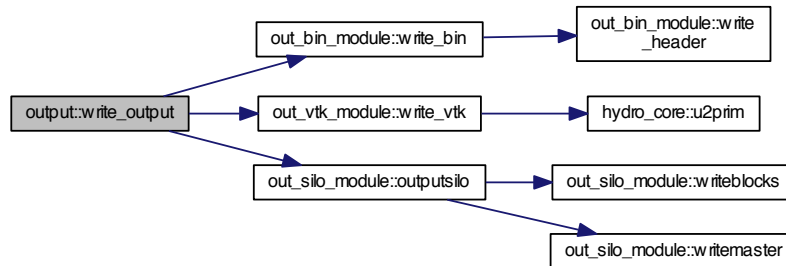 output::write_output
out_bin_module::write_bin
out_bin_module::write
_header
out_vtk_module::write_vtk
hydro_core::u2prim
out_silo_module::outputsilo
out_silo_module::writeblocks
out_silo_module::writemaster